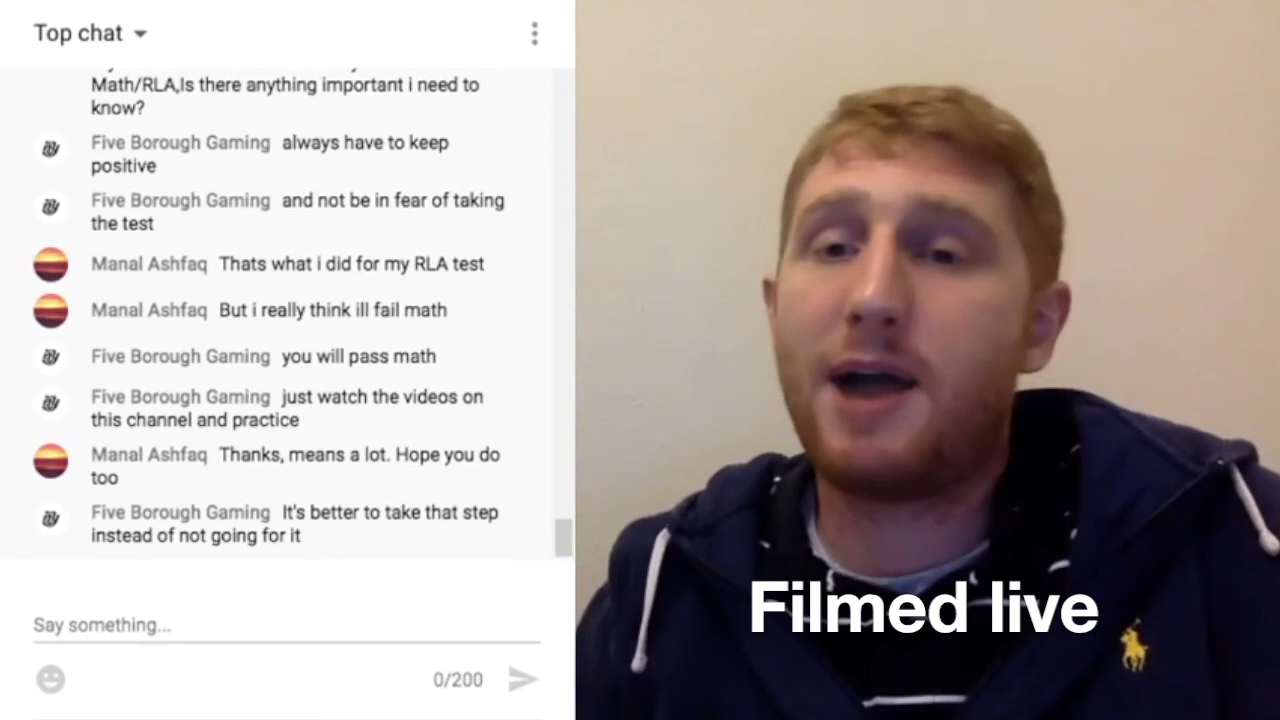 Top chat
Math/RLA,Is there anything important i need to
know?
Five Borough Gaming always have to keep
positive
Five Borough Gaming and not be in fear of taking
the test
Manal Ashfaq Thats what i did for my RLA test
Manal Ashfaq But i really think ill fail math
Five Borough Gaming you will pass math
Five Borough Gaming just watch the videos on
this channel and practice
Manal Ashfaq Thanks, means a lot. Hope you do
too
Five Borough Gaming It's better to take that step
instead of not going for it
Say something...
0/200
Filmed live